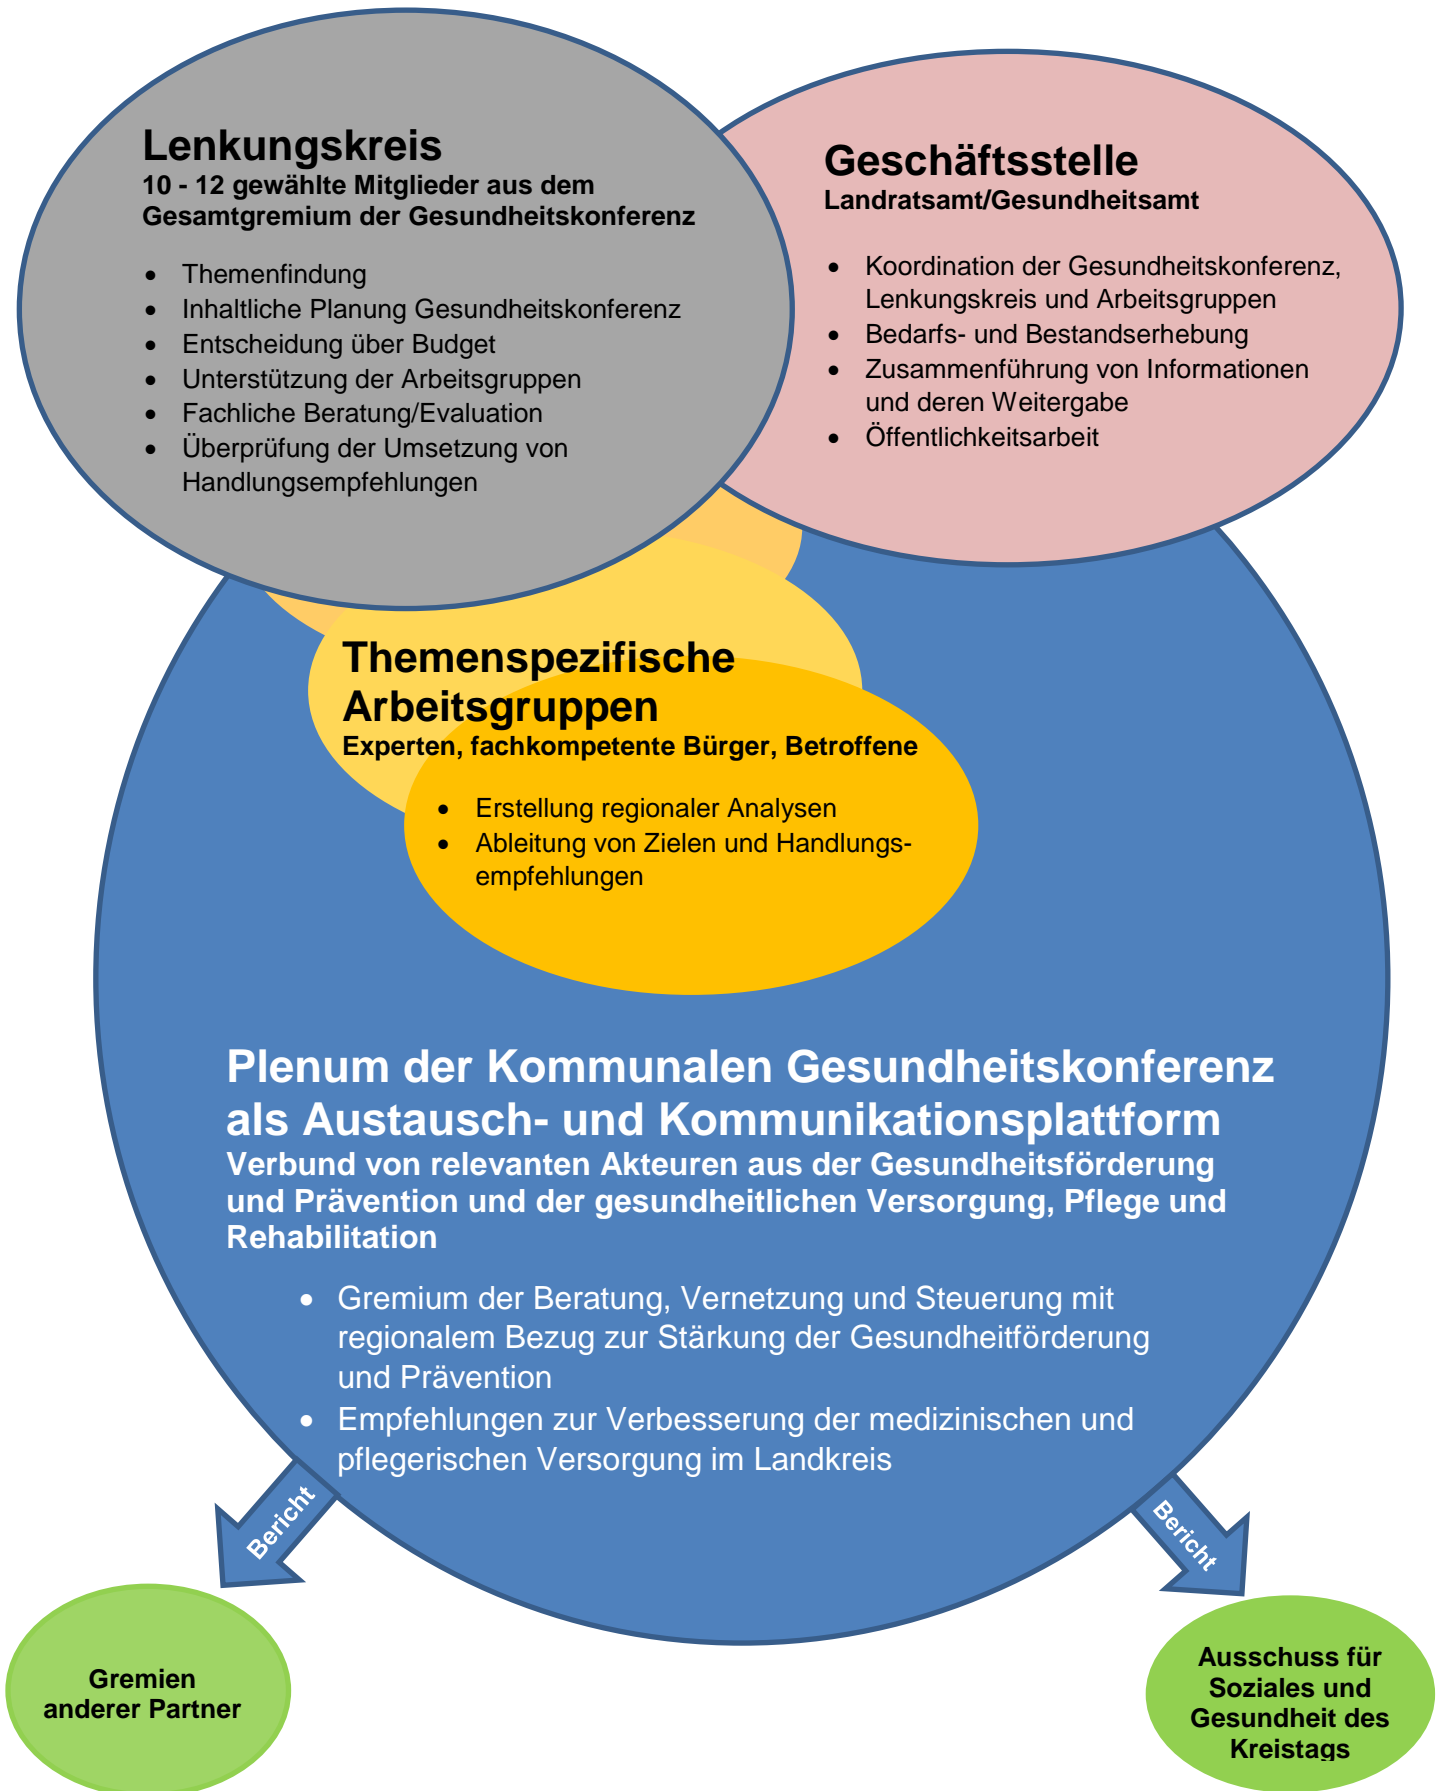 Lenkungskreis
10 - 12 gewählte Mitglieder aus dem
Gesamtgremium der Gesundheitskonferenz
• Themenfindung
• Inhaltliche Planung Gesundheitskonferenz
• Entscheidung über Budget
• Unterstützung der Arbeitsgruppen
• Fachliche Beratung/Evaluation
• Überprüfung der Umsetzung von
Handlungsempfehlungen
Geschäftsstelle
Landratsamt/Gesundheitsamt
• Koordination der Gesundheitskonferenz,
Lenkungskreis und Arbeitsgruppen
• Bedarfs- und Bestandserhebung
• Zusammenführung von Informationen
und deren Weitergabe
• Öffentlichkeitsarbeit
Themenspezifische
Arbeitsgruppen
Experten, fachkompetente Bürger, Betroffene
• Erstellung regionaler Analysen
• Ableitung von Zielen und Handlungs-
empfehlungen
Plenum der Kommunalen Gesundheitskonferenz
als Austausch- und Kommunikationsplattform
Verbund von relevanten Akteuren aus der Gesundheitsförderung
und Prävention und der gesundheitlichen Versorgung, Pflege und
Rehabilitation
• Gremium der Beratung, Vernetzung und Steuerung mit
regionalem Bezug zur Stärkung der Gesundheitförderung
und Prävention
• Empfehlungen zur Verbesserung der medizinischen und
pflegerischen Versorgung im Landkreis
Bericht
Bericht
Gremien
anderer Partner
Ausschuss für
Soziales und
Gesundheit des
Kreistags